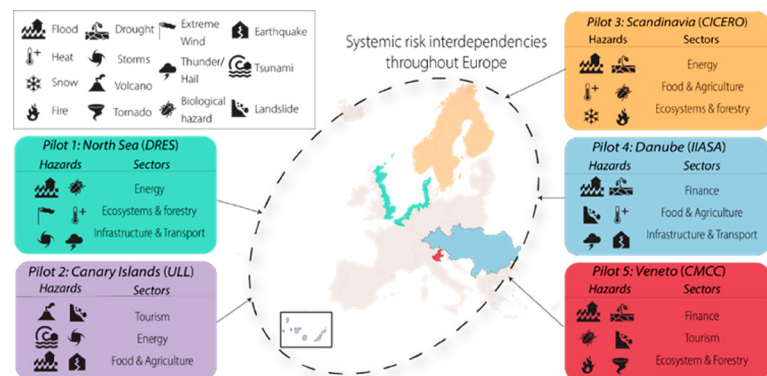 Flood
Drought
Extreme
Wind
Earthquake
Heat
Storms
Thunder/
Hail
Tsunami
Snow
Volcano
Fire
Tornado
Biological
hazard
Landslide
Systemic risk interdependencies
throughout Europe
Pilot 1: North Sea (DRES)
Hazards Sectors
Energy
Ecosystems & forestry
Infrastructure & Transport
Pilot 2: Canary Islands (ULL)
Hazards Sectors
Tourism
Energy
Food & Agriculture
Pilot 3: Scandinavia (CICERO)
Hazards Sectors
Energy
Food & Agriculture
Ecosystems & forestry
Pilot 4: Danube (IIASA)
Hazards Sectors
Finance
Food & Agriculture
Infrastructure & Transport
Pilot 5: Veneto (CMCC)
Hazards Sectors
Finance
Tourism
Ecosystem & Forestry